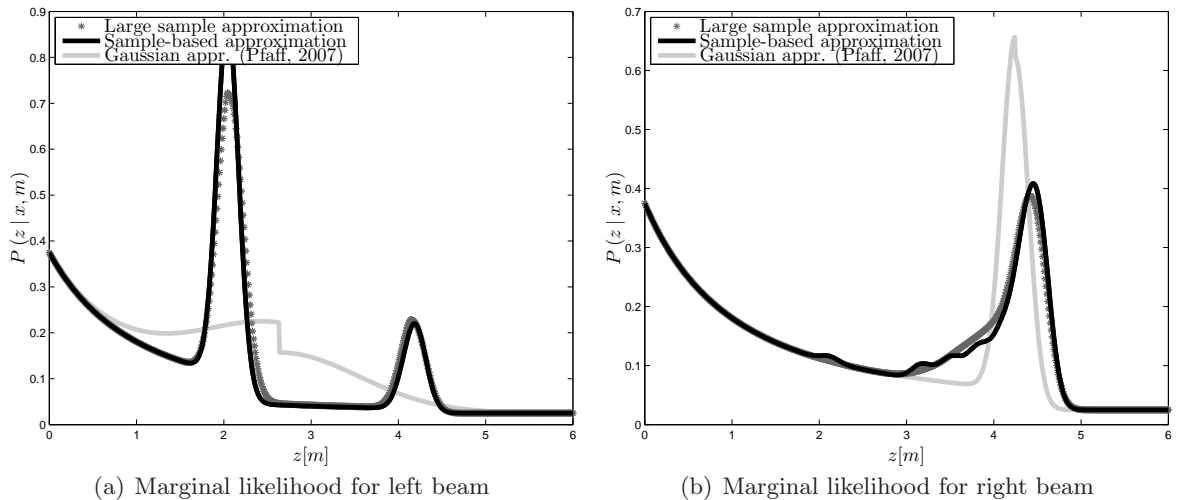 Large sample approximation
Sample-based approximation
Gaussian appr. (Pfaff, 2007)
0.9
0.8
0.7
0.6
0.5
0.4
0.3
0.2
0.1
0
P (z | x, m)
0 1 2 3 4 5 6
z[m]
(a) Marginal likelihood for left beam
Large sample approximation
Sample-based approximation
Gaussian appr. (Pfaff, 2007)
0.7
0.6
0.5
0.4
0.3
0.2
0.1
0
P (z | x, m)
0 1 2 3 4 5 6
z[m]
(b) Marginal likelihood for right beam